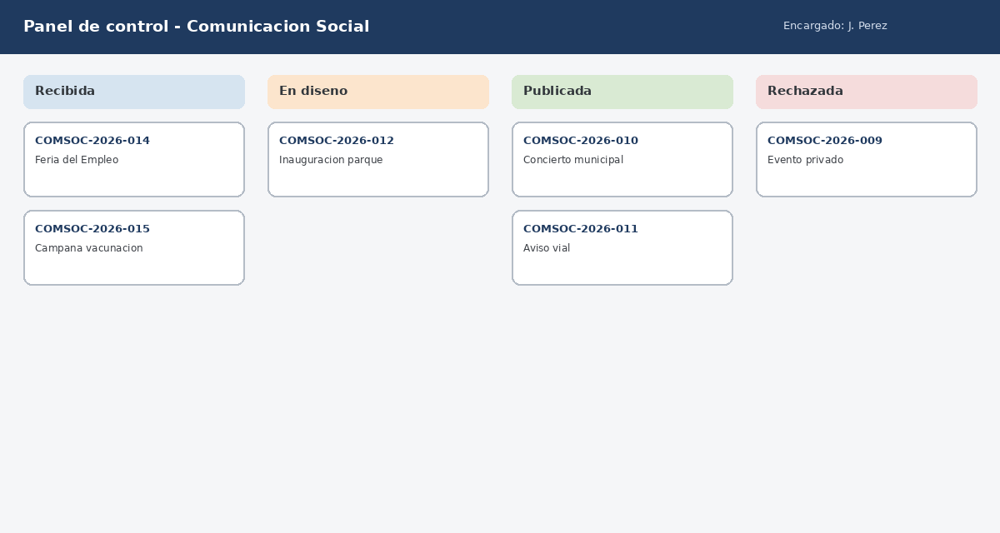 Panel de control - Comunicacion Social
Encargado: J. Perez
Recibida
COMSOC-2026-014
Feria del Empleo
COMSOC-2026-015
Campana vacunacion
En diseno
COMSOC-2026-012
Inauguracion parque
Publicada
COMSOC-2026-010
Concierto municipal
COMSOC-2026-011
Aviso vial
Rechazada
COMSOC-2026-009
Evento privado